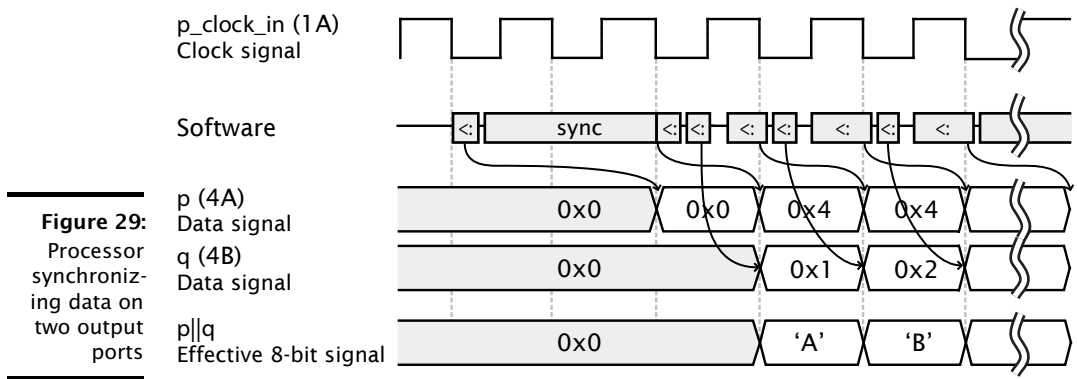 p_clock_in (1A)
Clock signal
Software
<: sync <: <: <: <: <: <: <:
Figure 29:
Processor
synchroniz-
ing data on
two output
ports
p (4A)
Data signal
0x0 0x0 0x4 0x4
q (4B)
Data signal
0x0 0x1 0x2
p||q
Effective 8-bit signal
0x0 ‘A’ ‘B’